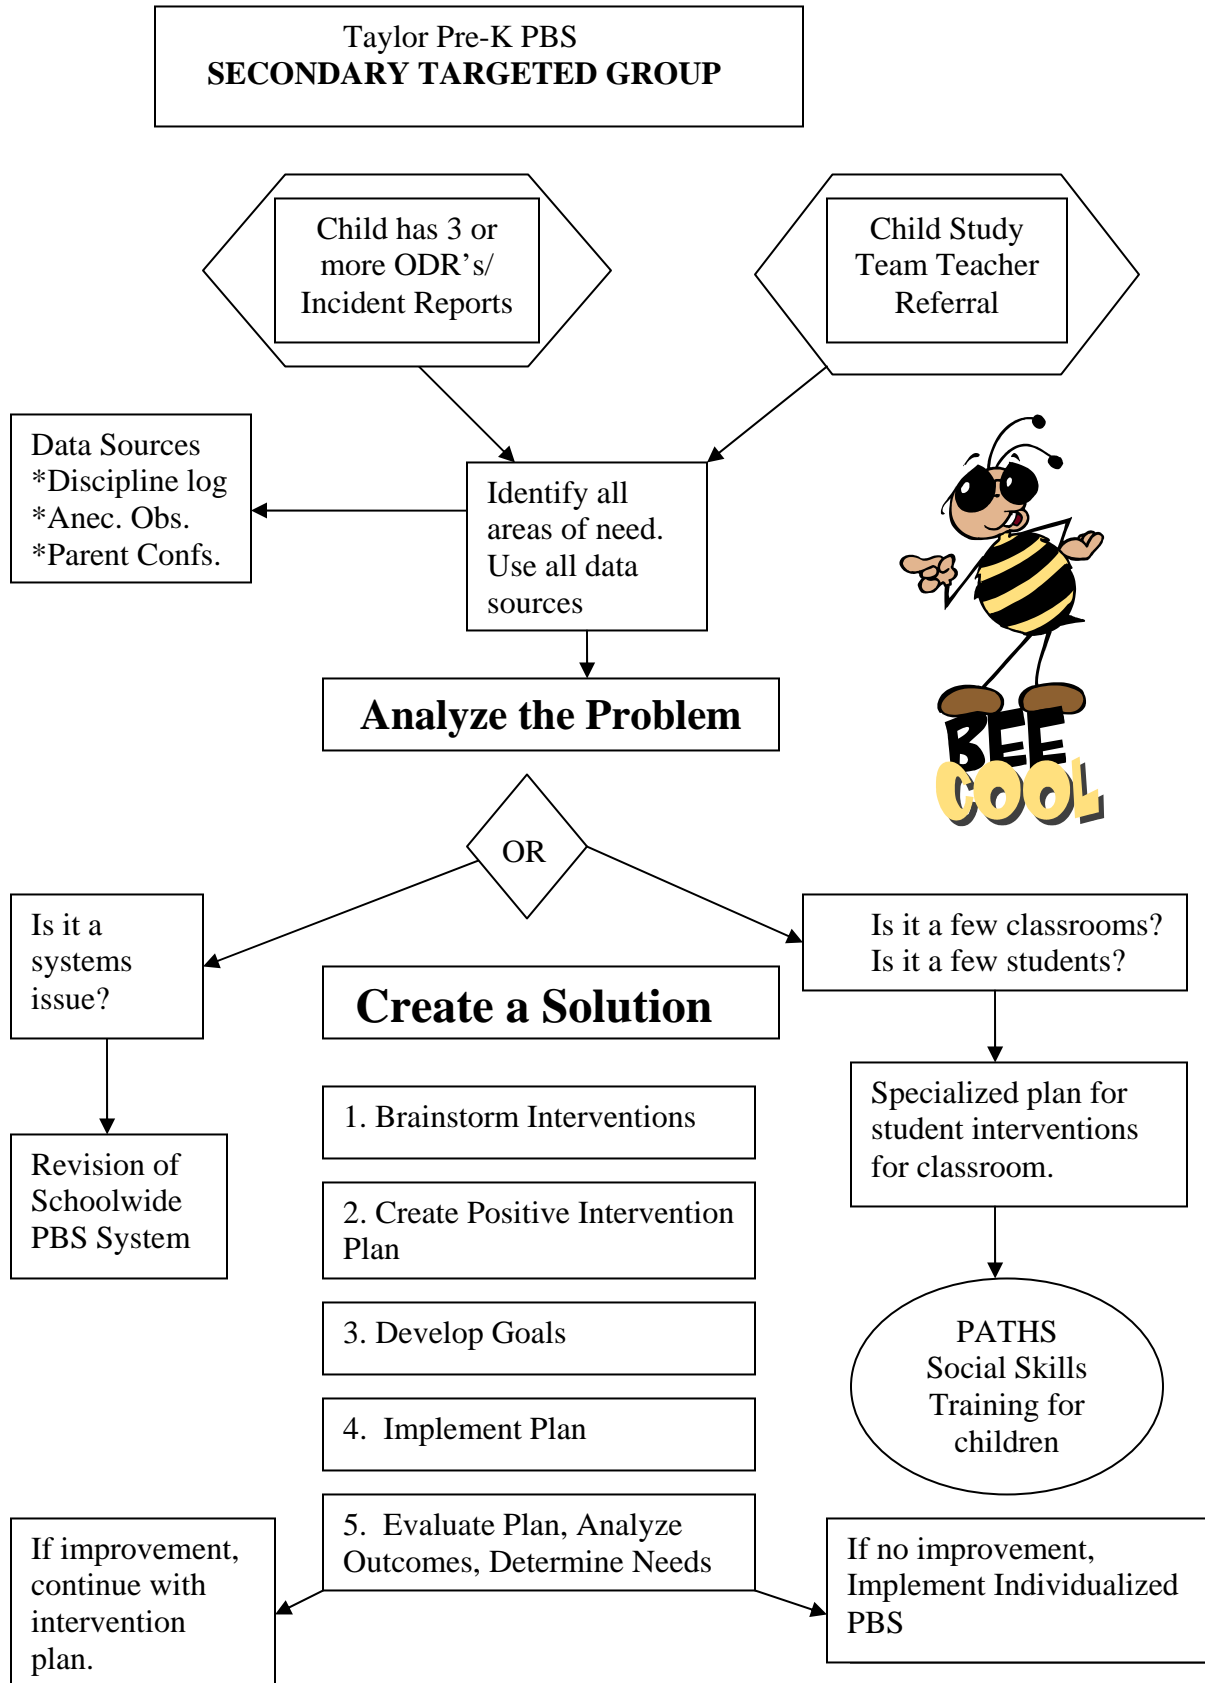 Taylor Pre-K PBS
SECONDARY TARGETED GROUP
Child has 3 or
more ODR’s/
Incident Reports
Child Study
Team Teacher
Referral
Data Sources
*Discipline log
*Anec. Obs.
*Parent Confs.
Identify all
areas of need.
Use all data
sources
Analyze the Problem
BEE
COOL
OR
Is it a
systems
issue?
Is it a few classrooms?
Is it a few students?
Create a Solution
Revision of
Schoolwide
PBS System
1. Brainstorm Interventions
2. Create Positive Intervention
Plan
3. Develop Goals
4.  Implement Plan
5.  Evaluate Plan, Analyze
Outcomes, Determine Needs
Specialized plan for
student interventions
for classroom.
PATHS
Social Skills
Training for
children
If improvement,
continue with
intervention
plan.
If no improvement,
Implement Individualized
PBS